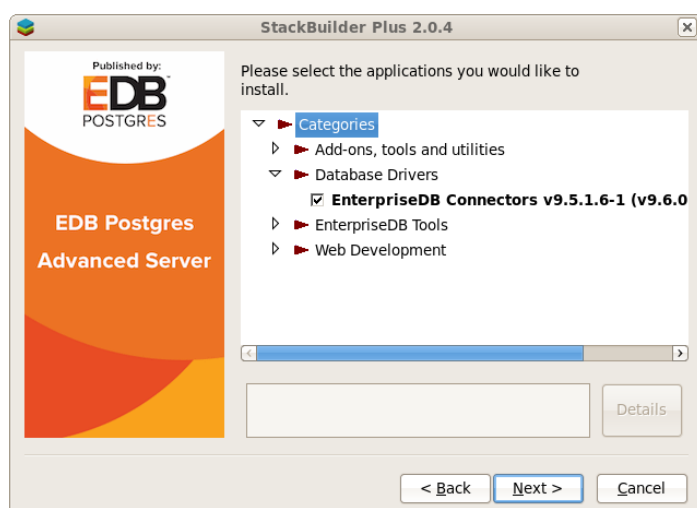 StackBuilder Plus 2.0.4
Published by:
EDB
POSTGRES
EDB Postgres
Advanced Server
Please select the applications you would like to
install.
Categories
Add-ons, tools and utilities
Database Drivers
EnterpriseDB Connectors v9.5.1.6-1 (v9.6.0
EnterpriseDB Tools
Web Development
Details
< Back
Next >
Cancel